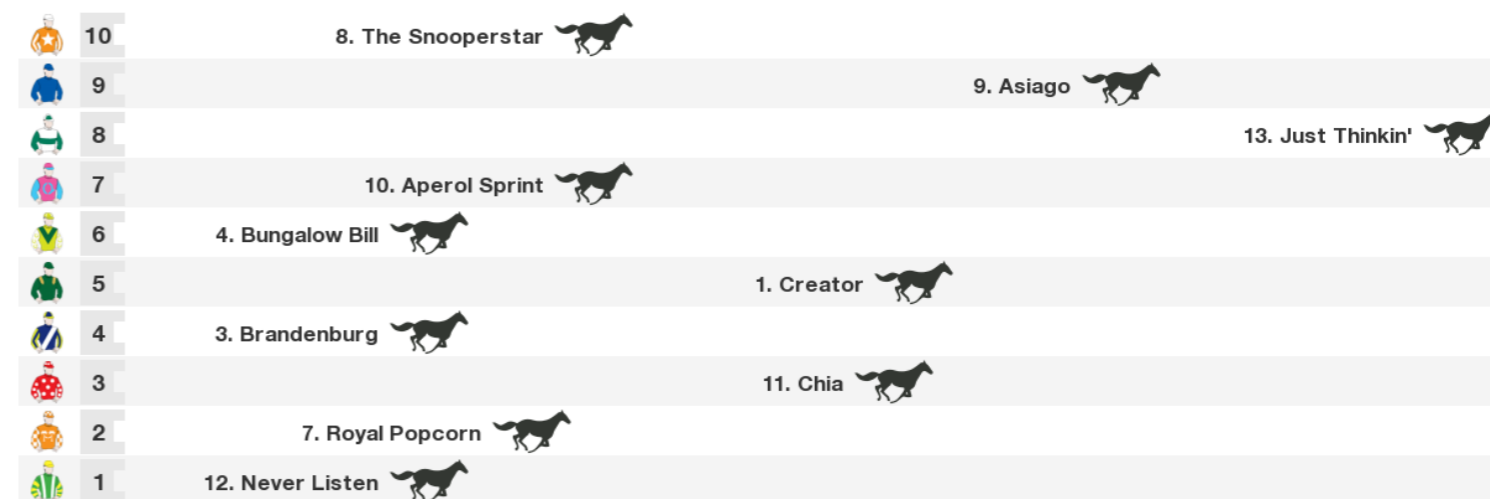 10 8. The Snooperstar
9 9. Asiago
8 13. Just Thinkin'
7 10. Aperol Sprint
6 4. Bungalow Bill
5 1. Creator
4 3. Brandenburg
3 11. Chia
2 7. Royal Popcorn
1 12. Never Listen